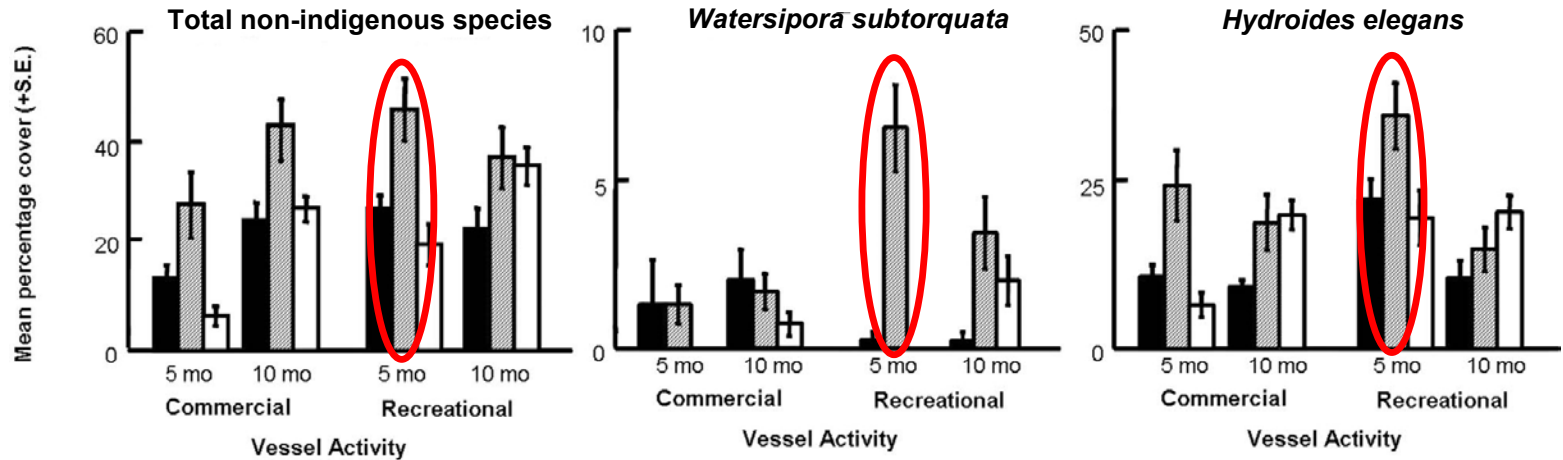 Total non-indigenous species
Mean percentage cover (+S.E.)
60
40
20
0
5 mo 10 mo 5 mo 10 mo
Commercial Recreational
Vessel Activity
Watersipora subtorquata
10
5
0
5 mo 10 mo 5 mo 10 mo
Commercial Recreational
Vessel Activity
Hydroides elegans
50
25
0
5 mo 10 mo 5 mo 10 mo
Commercial Recreational
Vessel Activity